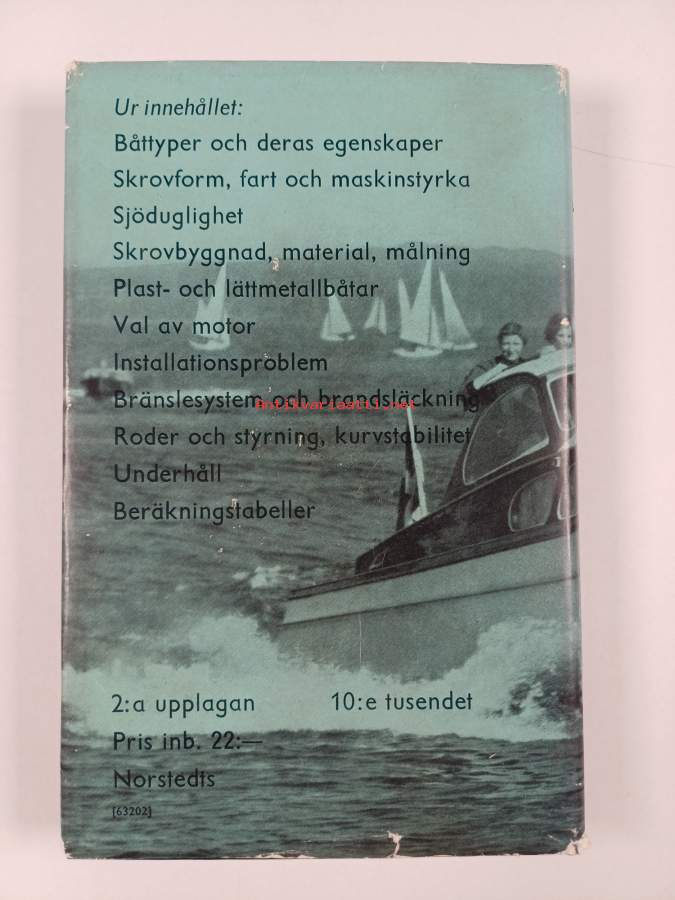 Ur innehållet:
Båttyper och deras egenskaper
Skrovform, fart och maskinstyrka
Sjöduglighet
Skrovbyggnad, material, målning
Plast- och lättmetallbåtar
Val av motor
Installationsproblem
Bränslesystem och brandsläckning
Antikvariaatti.net
Roder och styrning, kurvstabilitet
Underhåll
Beräkningstabeller
2:a upplagan 10:e tusendet
Pris inb. 22:—
Norstedts
[63202]